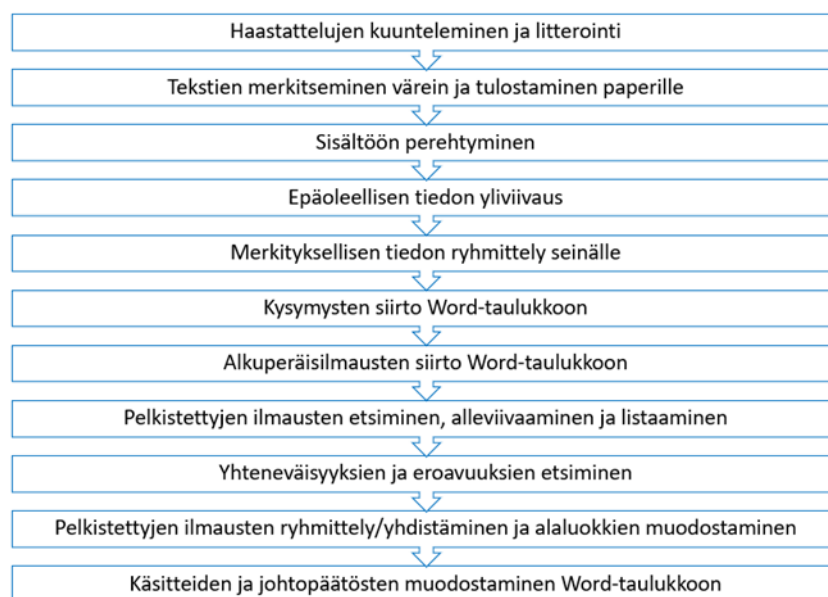 Haastattelujen kuunteleminen ja litterointi
Tekstien merkitseminen värein ja tulostaminen paperille
Sisältöön perehtyminen
Epäoleellisen tiedon yliviivaus
Merkityksellisen tiedon ryhmittely seinälle
Kysymysten siirto Word-taulukkoon
Alkuperäisilmausten siirto Word-taulukkoon
Pelkistettyjen ilmausten etsiminen, alleviivaaminen ja listaaminen
Yhteneväisyyksien ja eroavuuksien etsiminen
Pelkistettyjen ilmausten ryhmittely/yhdistäminen ja alaluokkien muodostaminen
Käsitteiden ja johtopäätösten muodostaminen Word-taulukkoon